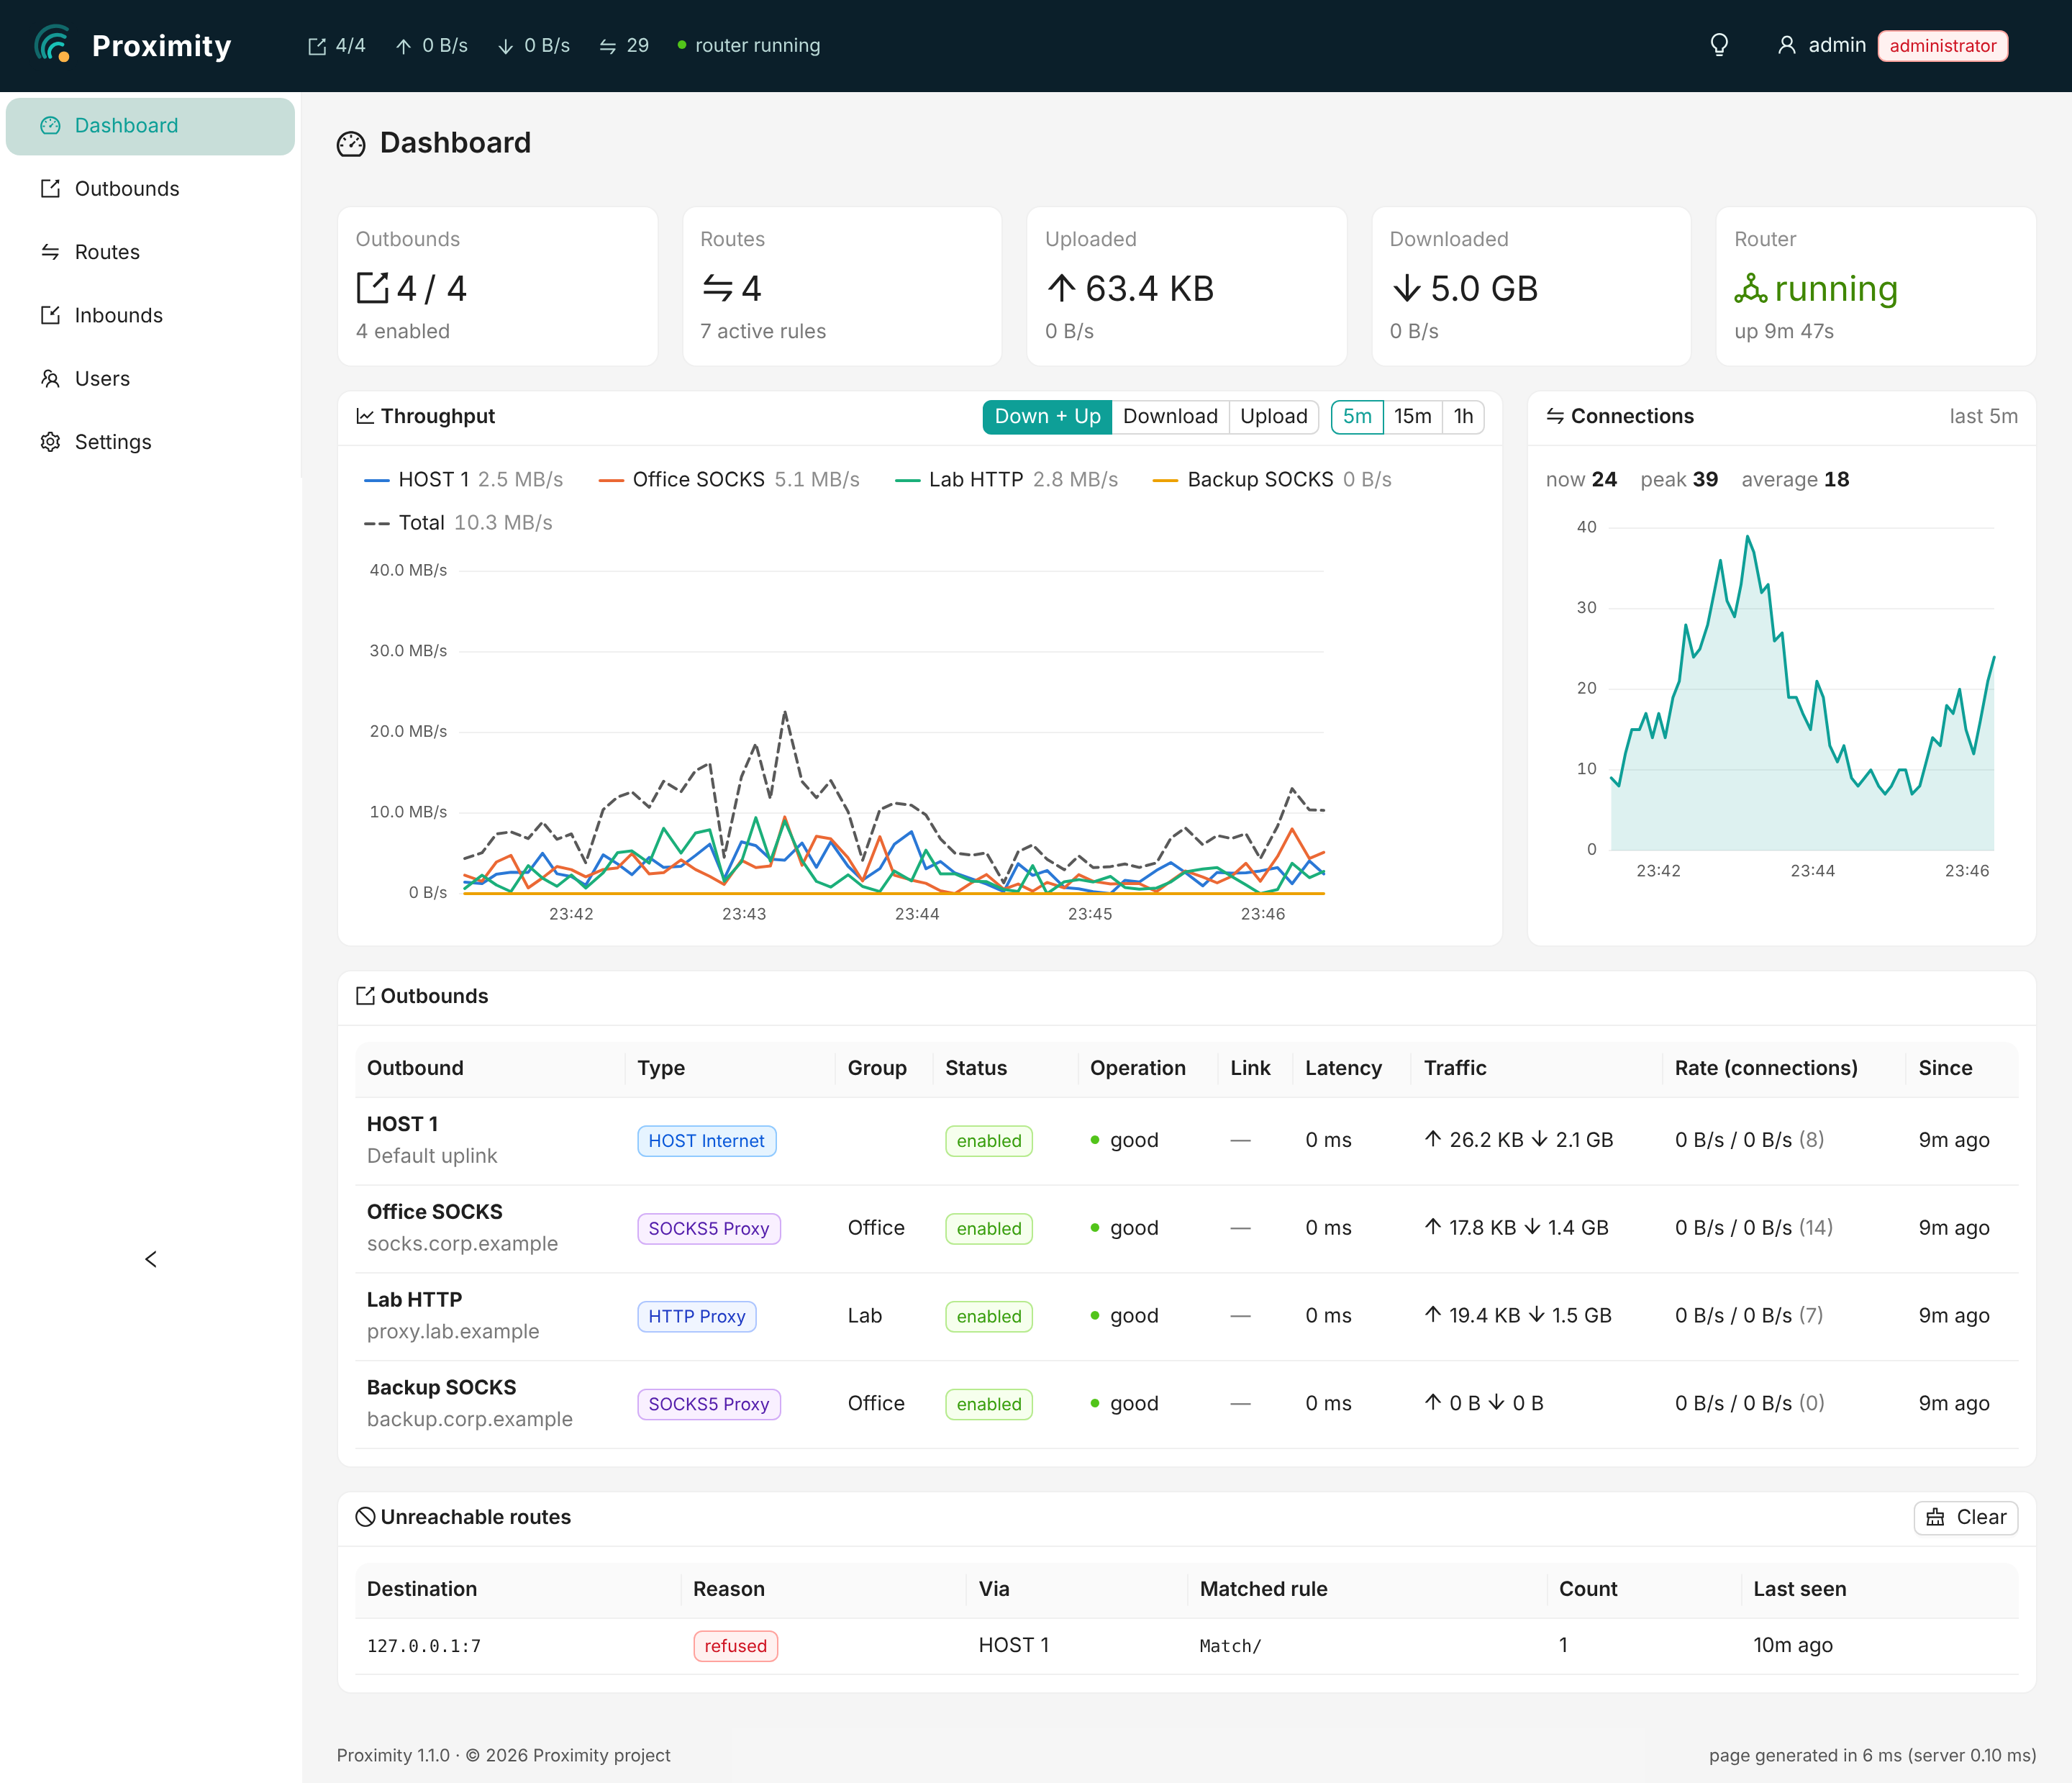 Proximity
4/4 0 B/s 0 B/s 29 router running
admin administrator
Dashboard
Outbounds
Routes
Inbounds
Users
Settings
Dashboard
Outbounds
4 / 4
4 enabled
Routes
4
7 active rules
Uploaded
63.4 KB
0 B/s
Downloaded
5.0 GB
0 B/s
Router
running
up 9m 47s
Throughput
Down + Up Download Upload 5m 15m 1h
HOST 1 2.5 MB/s Office SOCKS 5.1 MB/s Lab HTTP 2.8 MB/s Backup SOCKS 0 B/s
Total 10.3 MB/s
40.0 MB/s
30.0 MB/s
20.0 MB/s
10.0 MB/s
0 B/s
23:42 23:43 23:44 23:45 23:46
Connections last 5m
now 24 peak 39 average 18
40
30
20
10
0
23:42 23:44 23:46
Outbounds
Outbound Type Group Status Operation Link Latency Traffic Rate (connections) Since
HOST 1
Default uplink
HOST Internet enabled good — 0 ms ↑ 26.2 KB ↓ 2.1 GB 0 B/s / 0 B/s (8) 9m ago
Office SOCKS
socks.corp.example
SOCKS5 Proxy Office enabled good — 0 ms ↑ 17.8 KB ↓ 1.4 GB 0 B/s / 0 B/s (14) 9m ago
Lab HTTP
proxy.lab.example
HTTP Proxy Lab enabled good — 0 ms ↑ 19.4 KB ↓ 1.5 GB 0 B/s / 0 B/s (7) 9m ago
Backup SOCKS
backup.corp.example
SOCKS5 Proxy Office enabled good — 0 ms ↑ 0 B ↓ 0 B 0 B/s / 0 B/s (0) 9m ago
Unreachable routes
Clear
Destination Reason Via Matched rule Count Last seen
127.0.0.1:7 refused HOST 1 Match/ 1 10m ago
Proximity 1.1.0 · © 2026 Proximity project
page generated in 6 ms (server 0.10 ms)